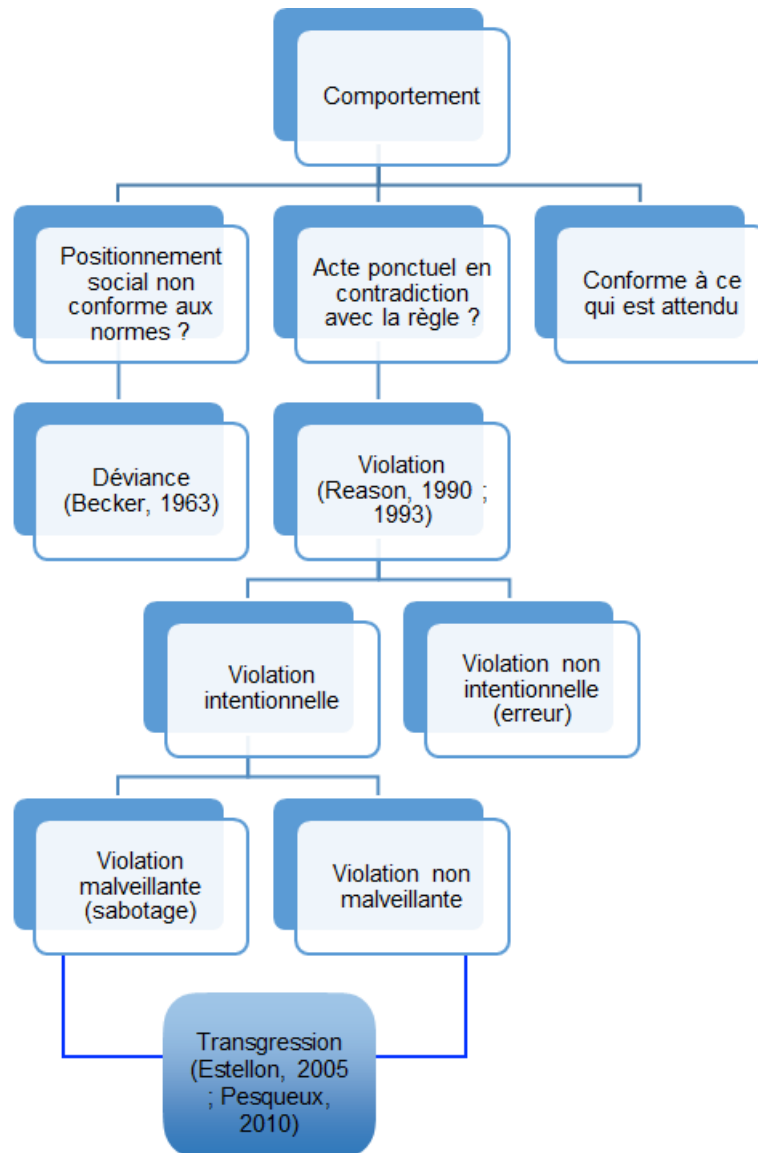 Comportement
Positionnement
social non
conforme aux
normes ?
Acte ponctuel en
contradiction
avec la règle ?
Conforme à ce
qui est attendu
Déviance
(Becker, 1963)
Violation
(Reason, 1990 ;
1993)
Violation
intentionnelle
Violation non
intentionnelle
(erreur)
Violation
malveillante
(sabotage)
Violation non
malveillante
Transgression
(Estellon, 2005
; Pesqueux,
2010)